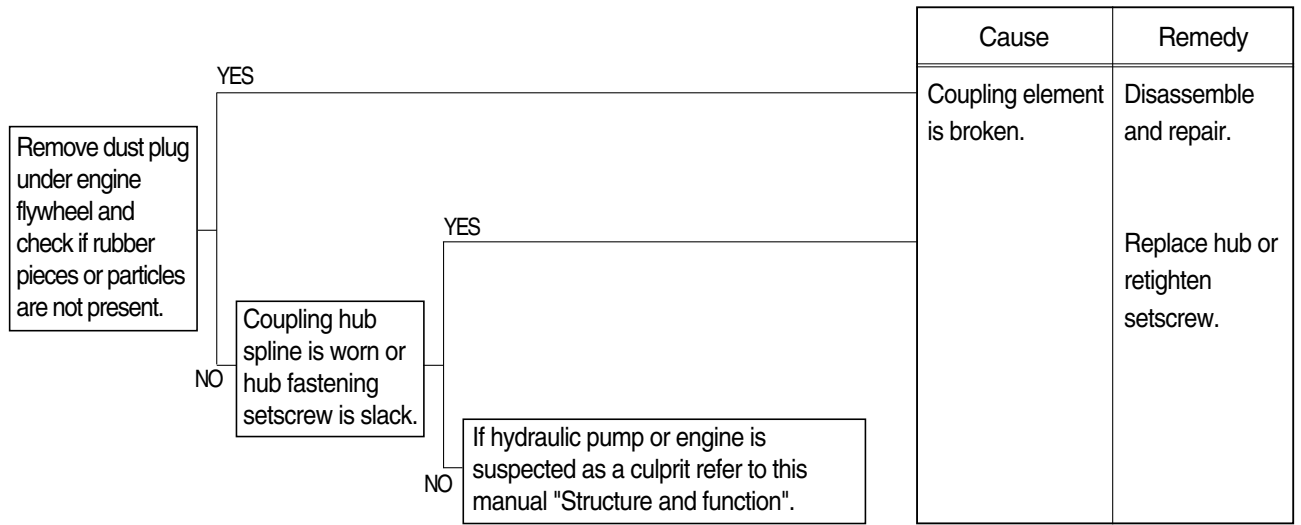 Cause
Remedy
YES
Coupling element
is broken.
Disassemble
and repair.
Remove dust plug
under engine
flywheel and
check if rubber
pieces or particles
are not present.
YES
Replace hub or
retighten
setscrew.
NO
Coupling hub
spline is worn or
hub fastening
setscrew is slack.
NO
If hydraulic pump or engine is
suspected as a culprit refer to this
manual "Structure and function".